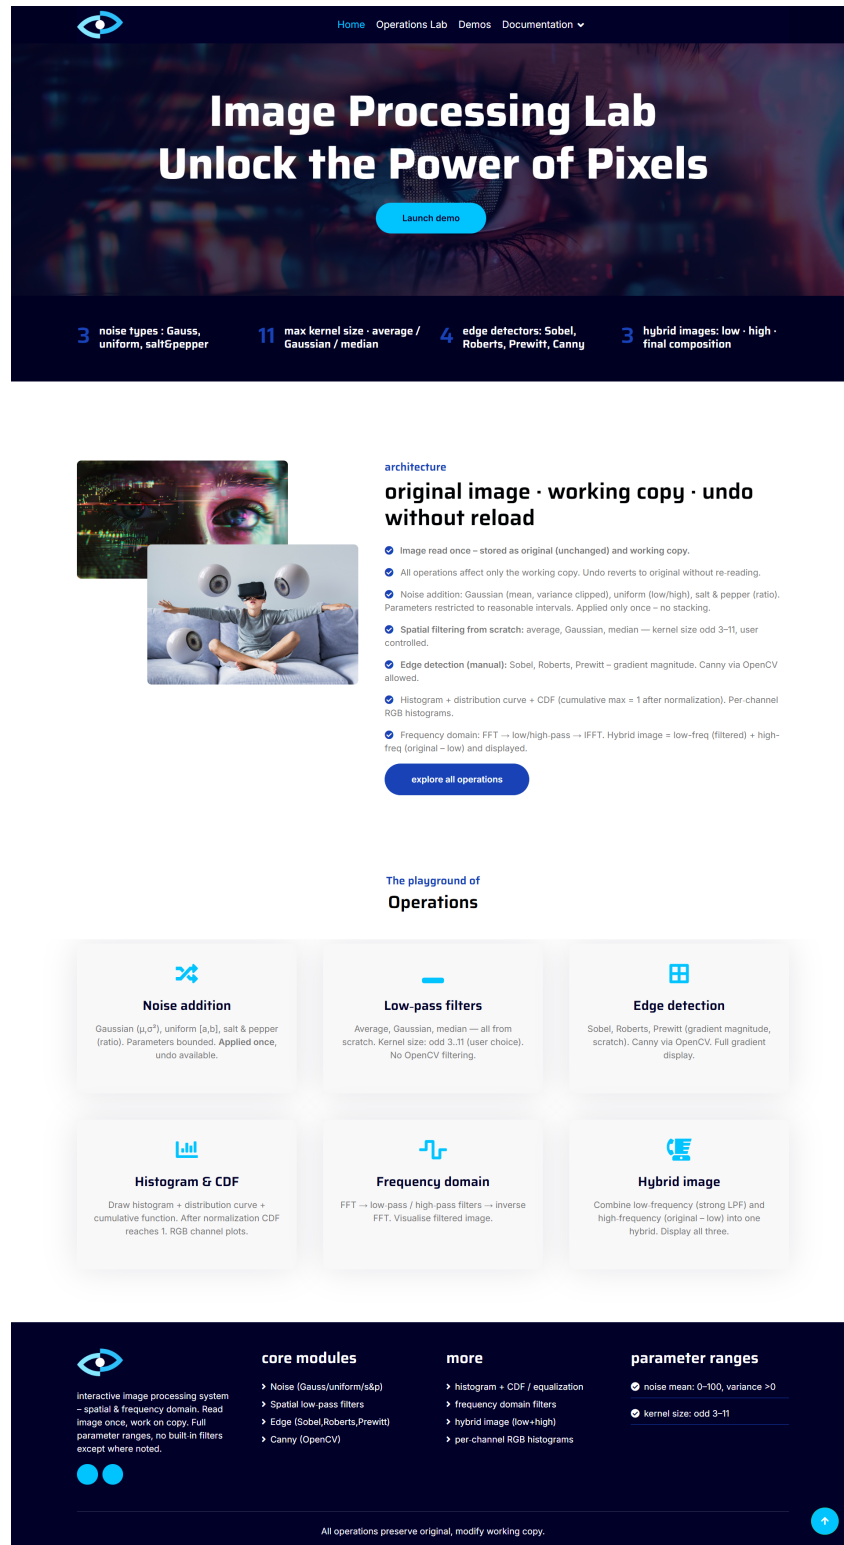 Home Operations Lab Demos Documentation
Image Processing Lab
Unlock the Power of Pixels
Launch demo
3 noise types : Gauss,
uniform, salt&pepper
11 max kernel size · average /
Gaussian / median
4 edge detectors: Sobel,
Roberts, Prewitt, Canny
3 hybrid images: low · high ·
final composition
architecture
original image · working copy · undo
without reload
Image read once – stored as original (unchanged) and working copy.
All operations affect only the working copy. Undo reverts to original without re-reading.
Noise addition: Gaussian (mean, variance clipped), uniform (low/high), salt & pepper (ratio).
Parameters restricted to reasonable intervals. Applied only once – no stacking.
Spatial filtering from scratch: average, Gaussian, median — kernel size odd 3–11, user
controlled.
Edge detection (manual): Sobel, Roberts, Prewitt – gradient magnitude. Canny via OpenCV
allowed.
Histogram + distribution curve + CDF (cumulative max = 1 after normalization). Per-channel
RGB histograms.
Frequency domain: FFT → low/high-pass → IFFT. Hybrid image = low-freq (filtered) + high-
freq (original – low) and displayed.
explore all operations
The playground of
Operations
Noise addition
Gaussian (μ,σ²), uniform [a,b], salt & pepper
(ratio). Parameters bounded. Applied once,
undo available.
Low-pass filters
Average, Gaussian, median — all from
scratch. Kernel size: odd 3..11 (user choice).
No OpenCV filtering.
Edge detection
Sobel, Roberts, Prewitt (gradient magnitude,
scratch). Canny via OpenCV. Full gradient
display.
Histogram & CDF
Draw histogram + distribution curve +
cumulative function. After normalization CDF
reaches 1. RGB channel plots.
Frequency domain
FFT → low-pass / high-pass filters → inverse
FFT. Visualise filtered image.
Hybrid image
Combine low-frequency (strong LPF) and
high-frequency (original – low) into one
hybrid. Display all three.
interactive image processing system
– spatial & frequency domain. Read
image once, work on copy. Full
parameter ranges, no built-in filters
except where noted.
core modules
Noise (Gauss/uniform/s&p)
Spatial low-pass filters
Edge (Sobel,Roberts,Prewitt)
Canny (OpenCV)
more
histogram + CDF / equalization
frequency domain filters
hybrid image (low+high)
per-channel RGB histograms
parameter ranges
noise mean: 0–100, variance >0
kernel size: odd 3–11
All operations preserve original, modify working copy.